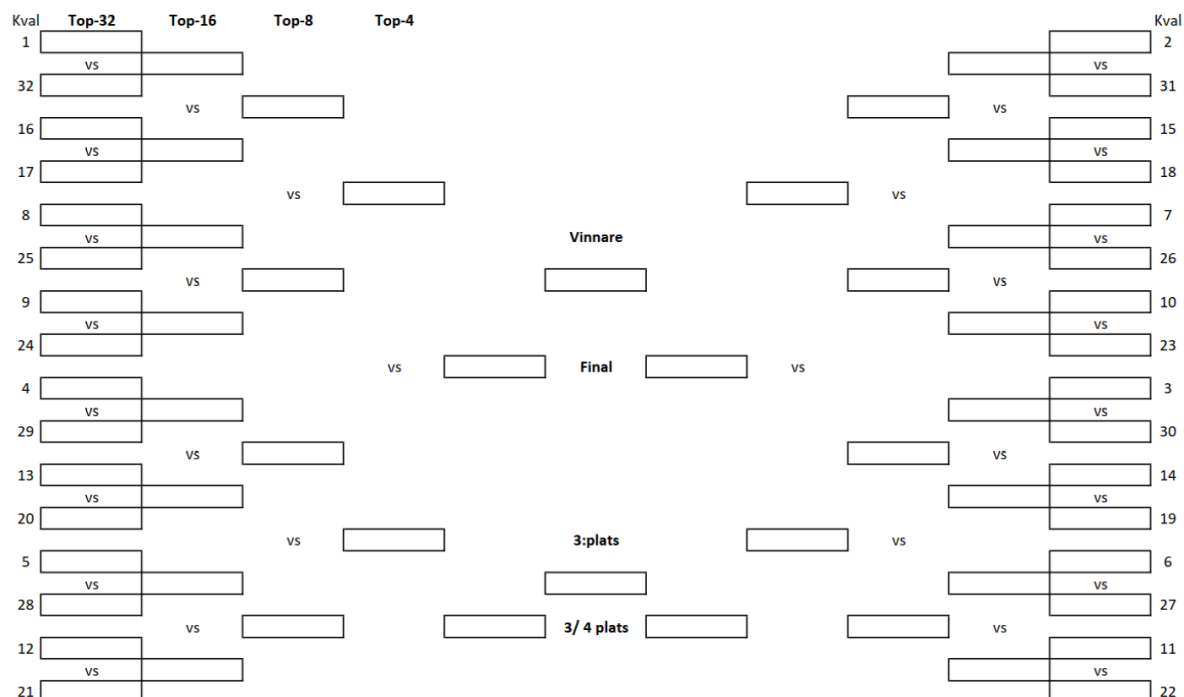 Kval Top-32 Top-16 Top-8 Top-4 Kval
1 2
vs vs
32 31
vs vs
16 15
vs vs
17 18
vs vs
8 7
vs Vinnare vs
25 26
vs vs
9 10
vs vs
24 23
vs Final vs
4 3
vs vs
29 30
vs vs
13 14
vs vs
20 19
vs 3:plats vs
5 6
vs vs
28 27
vs 3/ 4 plats vs
12 11
vs vs
21 22